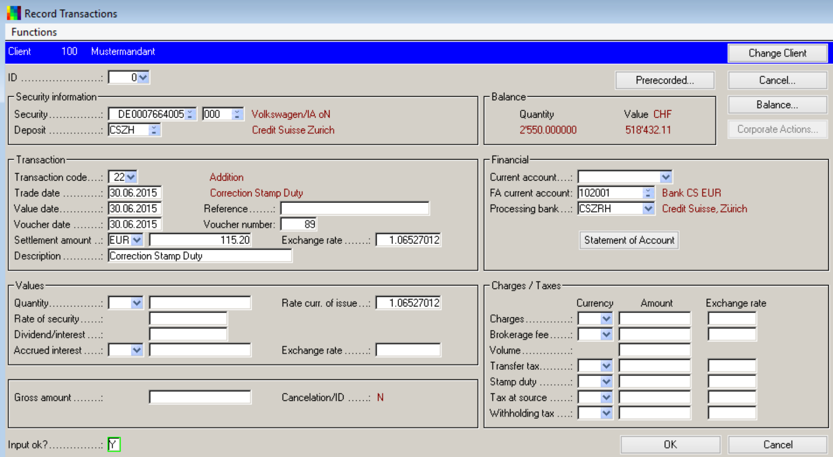 Record Transactions
Functions
Client 100 Mustermandant Change Client
ID ......................: 0 Prerecorded... Cancel...
Security information Balance Balance...
Security...............: DE0007664005 000 Volkswagen/IA oN Quantity Value CHF
Deposit ................: CSZH Credit Suisse Zurich 2'550.000000 518'432.11 Corporate Actions...
Transaction Financial
Transaction code....: 22 Addition Current account....:
Trade date ...........: 30.06.2015 Correction Stamp Duty FA current account: 102001 Bank CS EUR
Value date............: 30.06.2015 Reference.......: Processing bank...: CSZRH Credit Suisse, Zürich
Voucher date ........: 30.06.2015 Voucher number: 89
Settlement amount ..: EUR 115.20 Exchange rate .......: 1.06527012 Statement of Account
Description ...........: Correction Stamp Duty
Values Charges / Taxes
Quantity...............: Rate curr. of issue...: 1.06527012 Currency Amount Exchange rate
Rate of security ......: Charges.............:
Dividend/interest ....: Brokerage fee.....:
Accrued interest .....: Exchange rate .......: Volume..............:
Transfer tax.........:
Stamp duty .........:
Gross amount ........: Cancelation/ID ......: N Tax at source ......:
Withholding tax ....:
Input ok?...............: Y OK Cancel